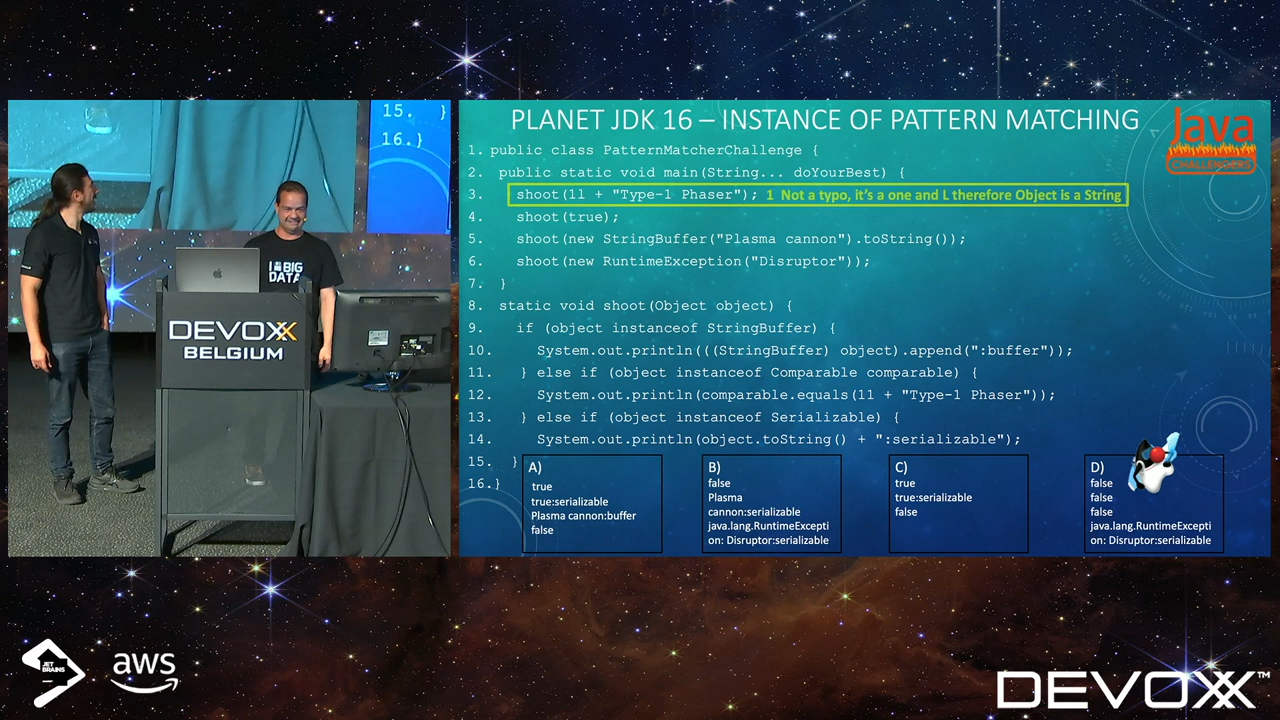 15. }
16.}
I BIG
DATA
DEVOXX
BELGIUM
PLANET JDK 16 – INSTANCE OF PATTERN MATCHING
Java
CHALLENGERS
1. public class PatternMatcherChallenge {
2. public static void main(String... doYourBest) {
3. shoot(1l + "Type-1 Phaser"); 1 Not a typo, it's a one and L therefore Object is a String
4. shoot(true);
5. shoot(new StringBuffer("Plasma cannon").toString());
6. shoot(new RuntimeException("Disruptor"));
7. }
8. static void shoot(Object object) {
9. if (object instanceof StringBuffer) {
10. System.out.println(((StringBuffer) object).append(":buffer"));
11. } else if (object instanceof Comparable comparable) {
12. System.out.println(comparable.equals(11 + "Type-1 Phaser"));
13. } else if (object instanceof Serializable) {
14. System.out.println(object.toString() + ":serializable");
15. }
16.}
A)
true
true:serializable
Plasma cannon:buffer
false
B)
false
Plasma
cannon:serializable
java.lang.RuntimeExcepti
on: Disruptor:serializable
C)
true
true:serializable
false
D)
false
false
false
java.lang.RuntimeExcepti
on: Disruptor:serializable
JET
BRAINS
aws
DEVOXX™